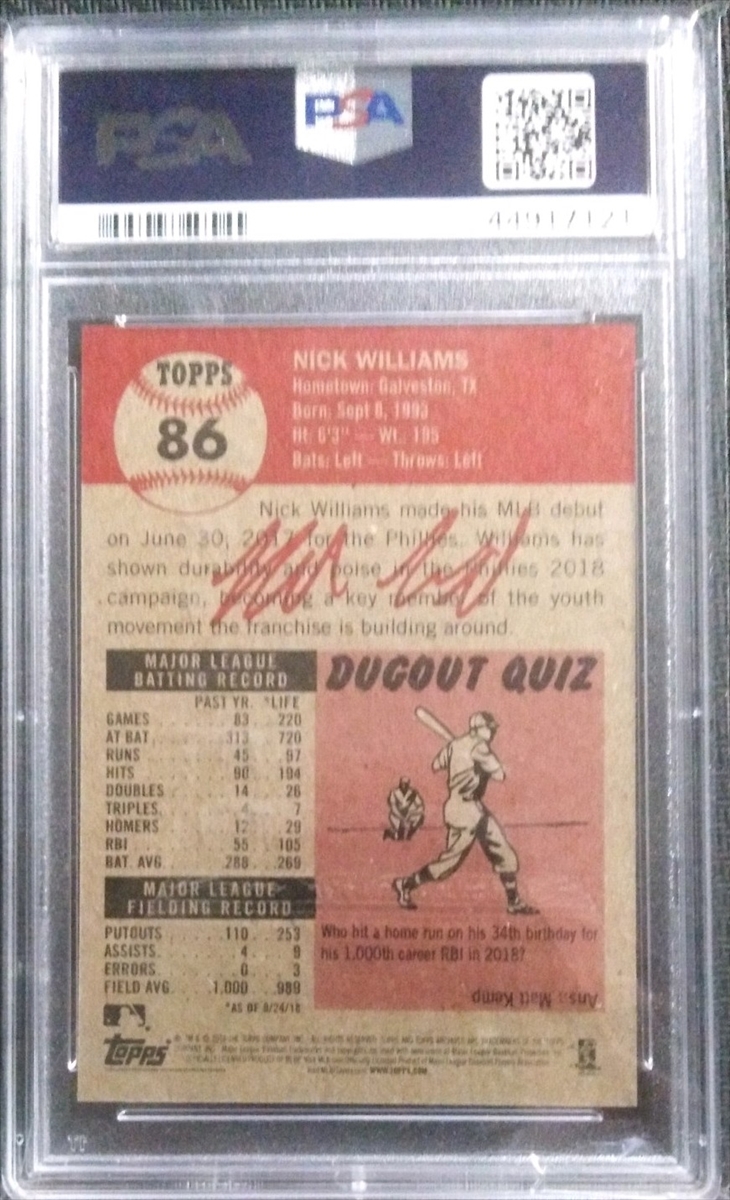 PSA
PSA
44917121
TOPPS
86
NICK WILLIAMS
Hometown: Galveston, TX
Born: Sept 8, 1993
Ht: 6'3" — Wt.: 195
Bats: Left — Throws: Left
Nick Williams made his MLB debut
on June 30, 2017 for the Phillies. Williams has
shown durability and poise in the Phillies 2018
campaign, becoming a key member of the youth
movement the franchise is building around.
MAJOR LEAGUE
BATTING RECORD
PAST YR. *LIFE
GAMES 83 220
AT BAT 313 720
RUNS 45 97
HITS 90 194
DOUBLES 14 26
TRIPLES 4 7
HOMERS 12 29
RBI 55 105
BAT. AVG. .288 .269
MAJOR LEAGUE
FIELDING RECORD
PUTOUTS 110 253
ASSISTS 4 9
ERRORS 0 3
FIELD AVG. 1.000 .989
*AS OF 8/24/18
DUGOUT QUIZ
Who hit a home run on his 34th birthday for
his 1,000th career RBI in 2018?
Ans.: Matt Kemp
topps
WWW.TOPPS.COM